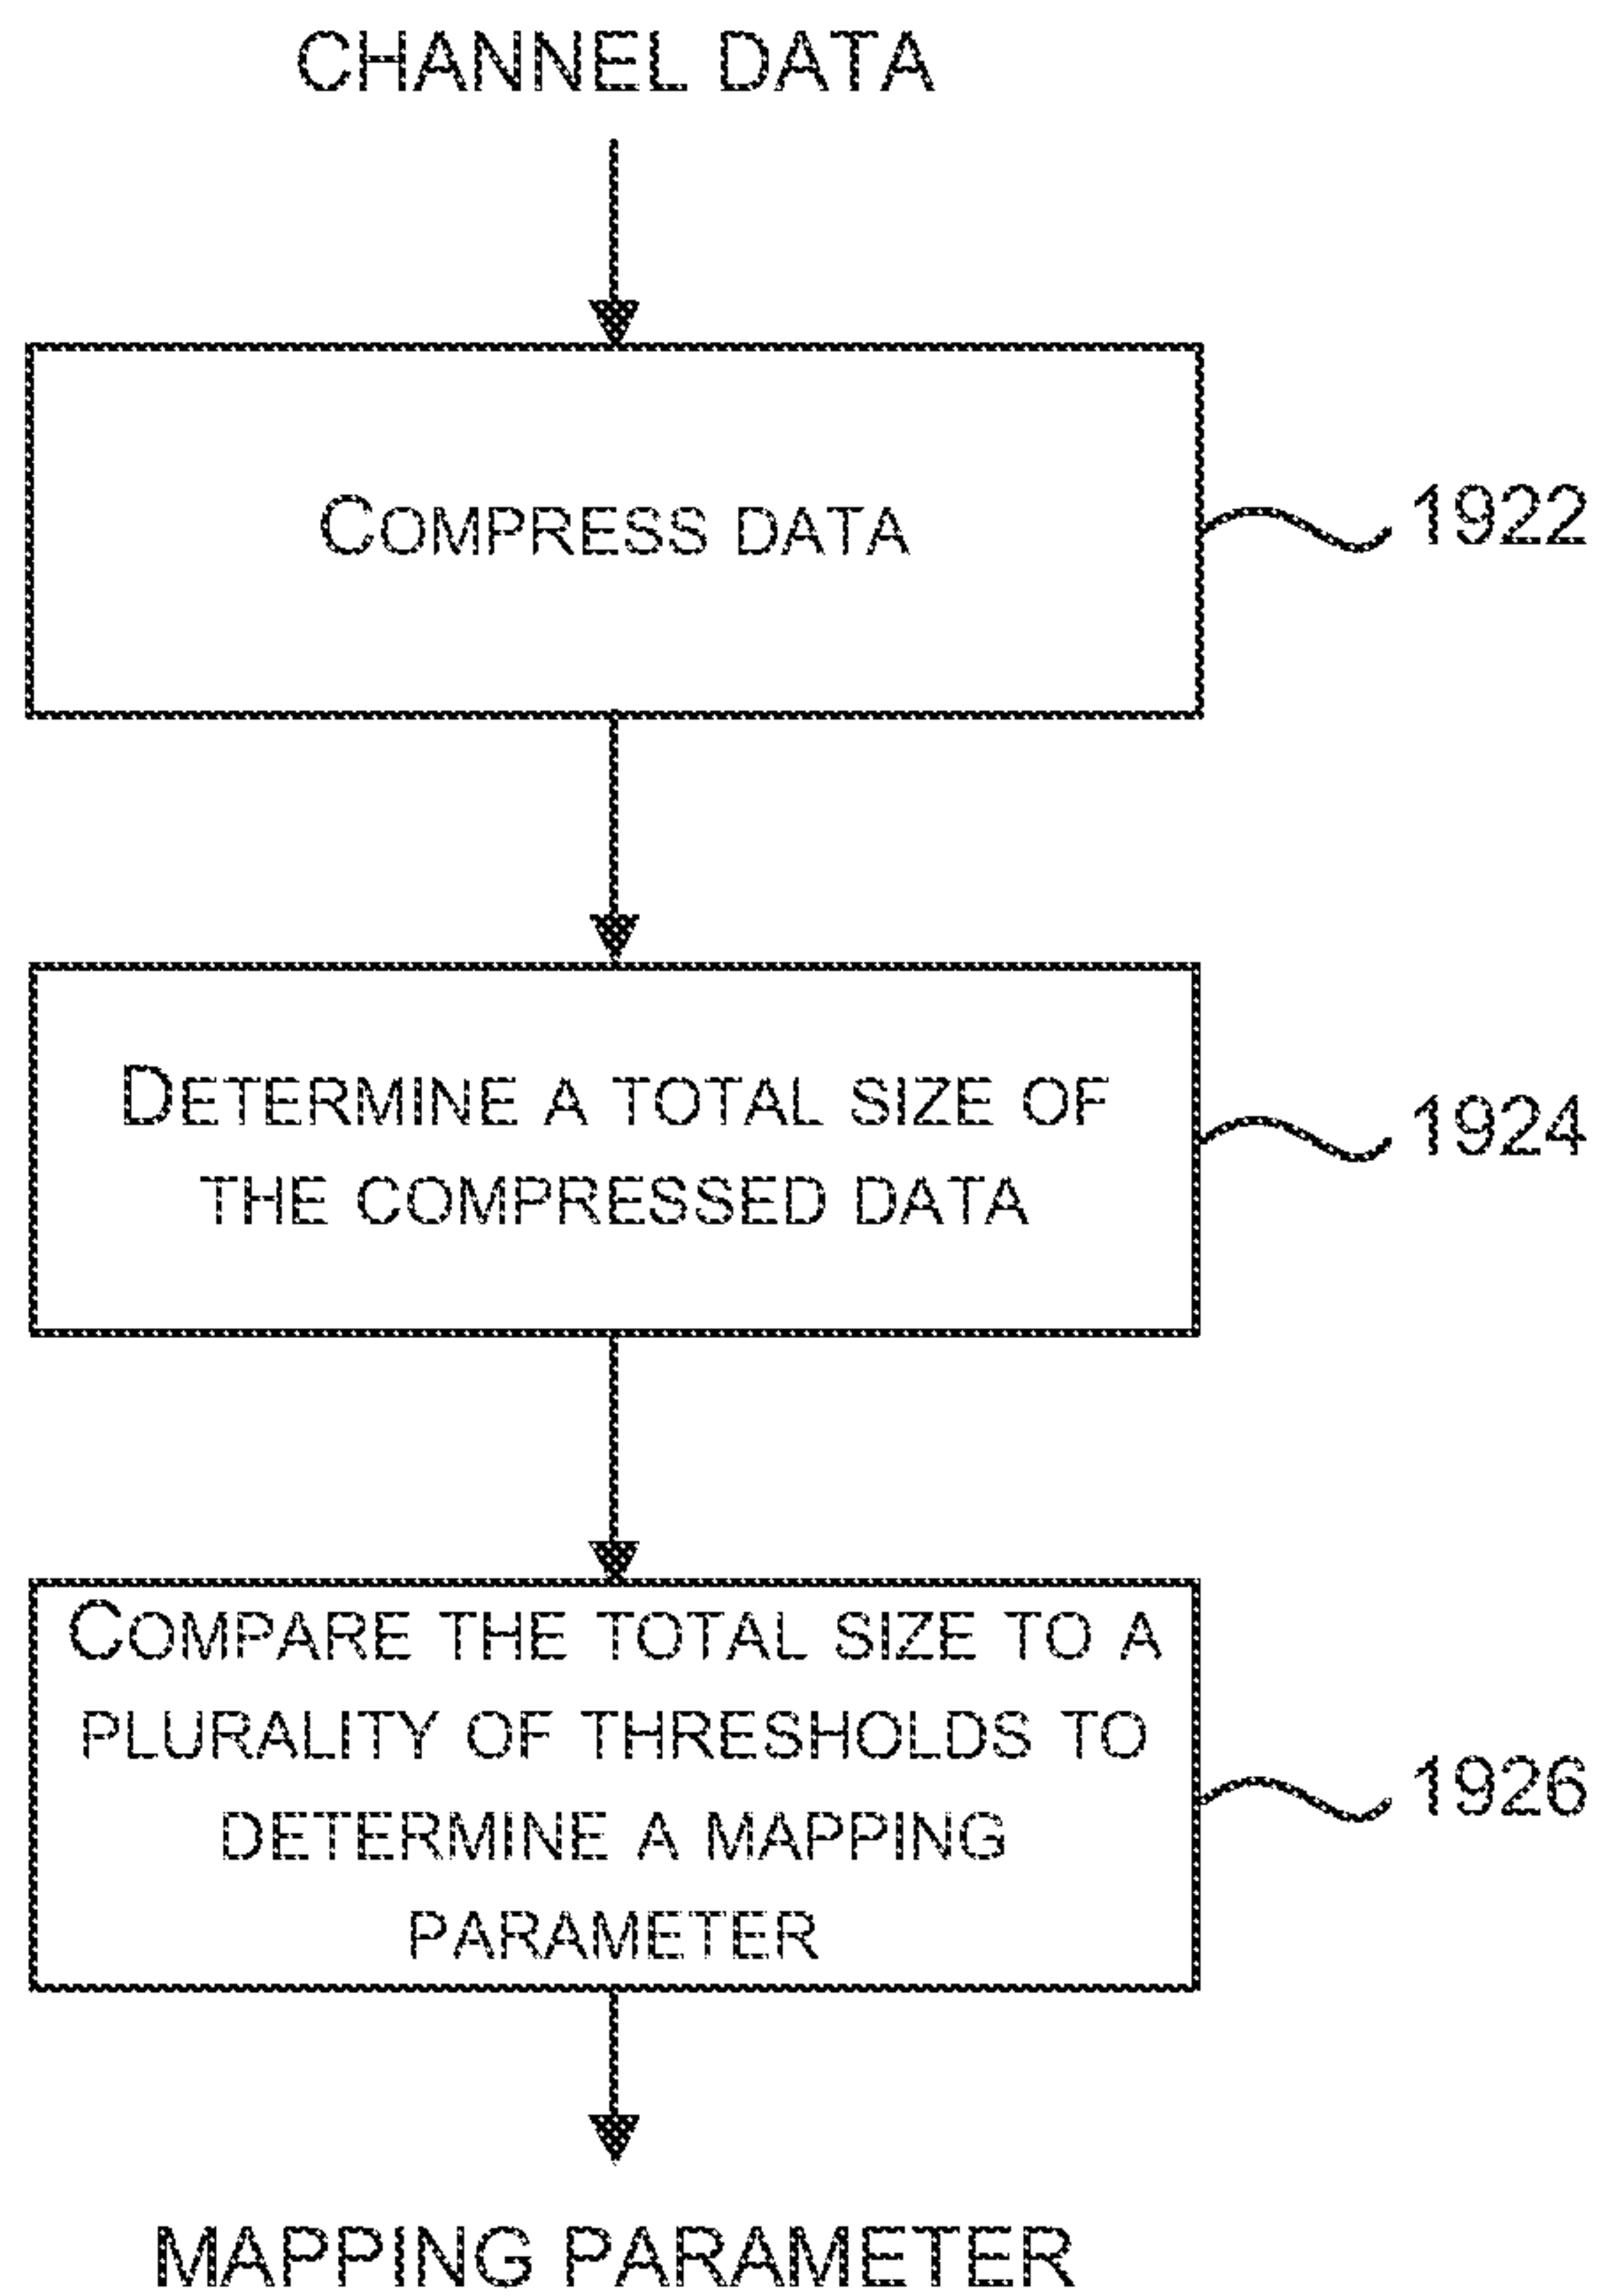 CHANNEL DATA
COMPRESS DATA
1922
DETERMINE A TOTAL SIZE OF
THE COMPRESSED DATA
1924
COMPARE THE TOTAL SIZE TO A
PLURALITY OF THRESHOLDS TO
DETERMINE A MAPPING
PARAMETER
1926
MAPPING PARAMETER